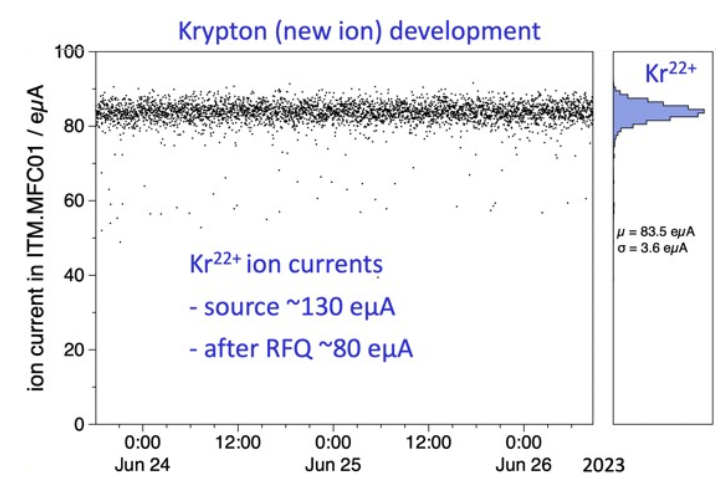 Krypton (new ion) development
ion current in ITM.MFC01 / eµA
100
80
60
40
20
0
Kr²²⁺ ion currents
- source ~130 eµA
- after RFQ ~80 eµA
0:00 12:00 0:00 12:00 0:00
Jun 24 Jun 25 Jun 26 2023
Kr²²⁺
µ = 83.5 eµA
σ = 3.6 eµA